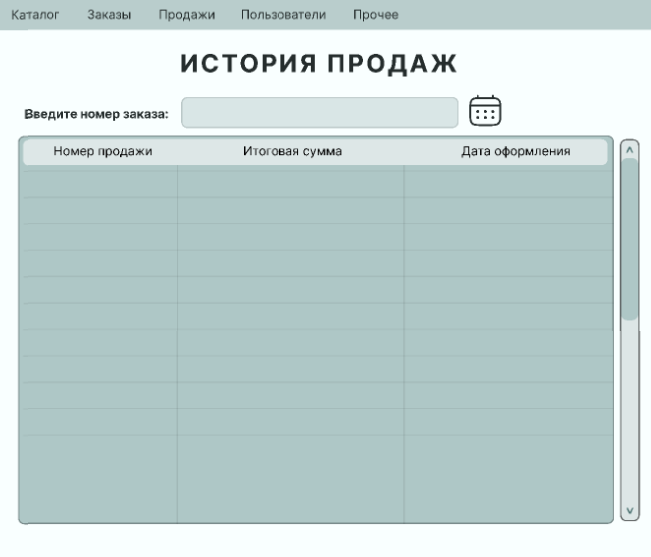 Каталог Заказы Продажи Пользователи Прочее
ИСТОРИЯ ПРОДАЖ
Введите номер заказа:
Номер продажи Итоговая сумма Дата оформления